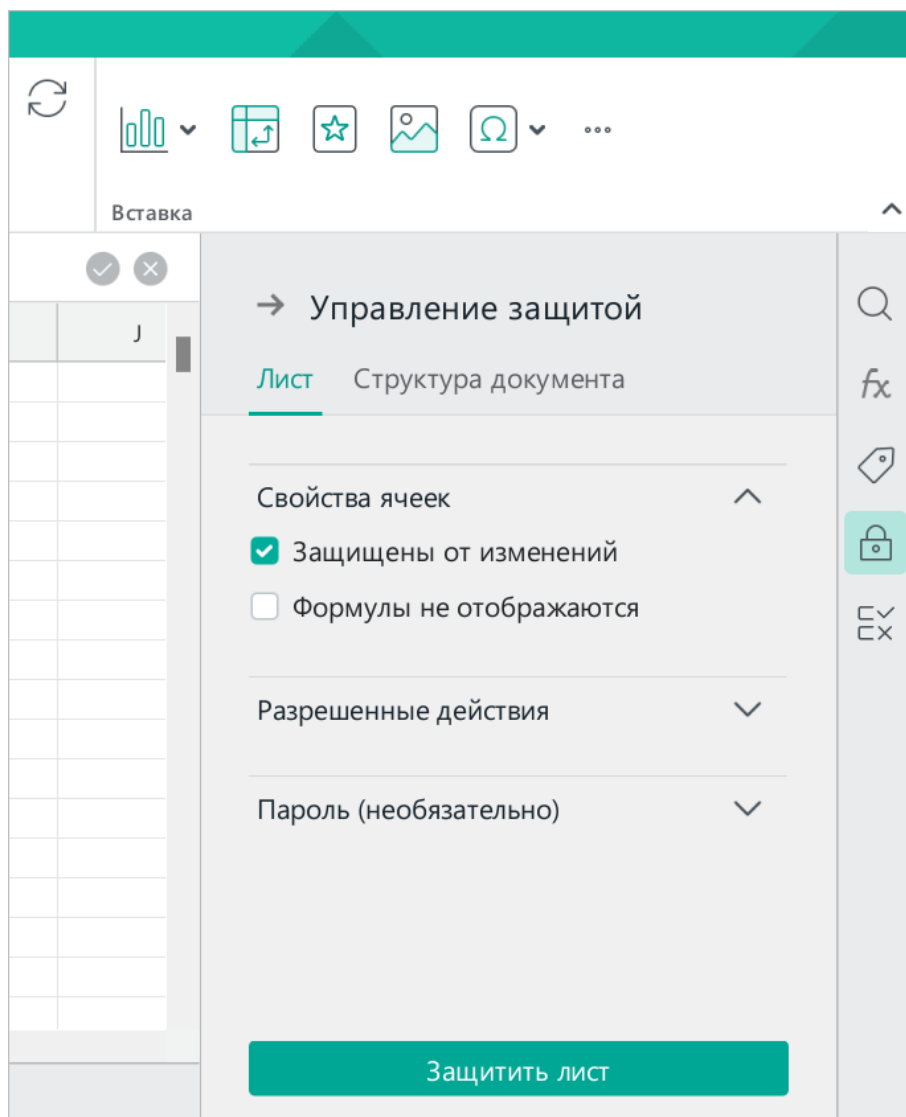 Вставка
J
Управление защитой
Лист Структура документа
Свойства ячеек
Защищены от изменений
Формулы не отображаются
Разрешенные действия
Пароль (необязательно)
Защитить лист
Ω
fx